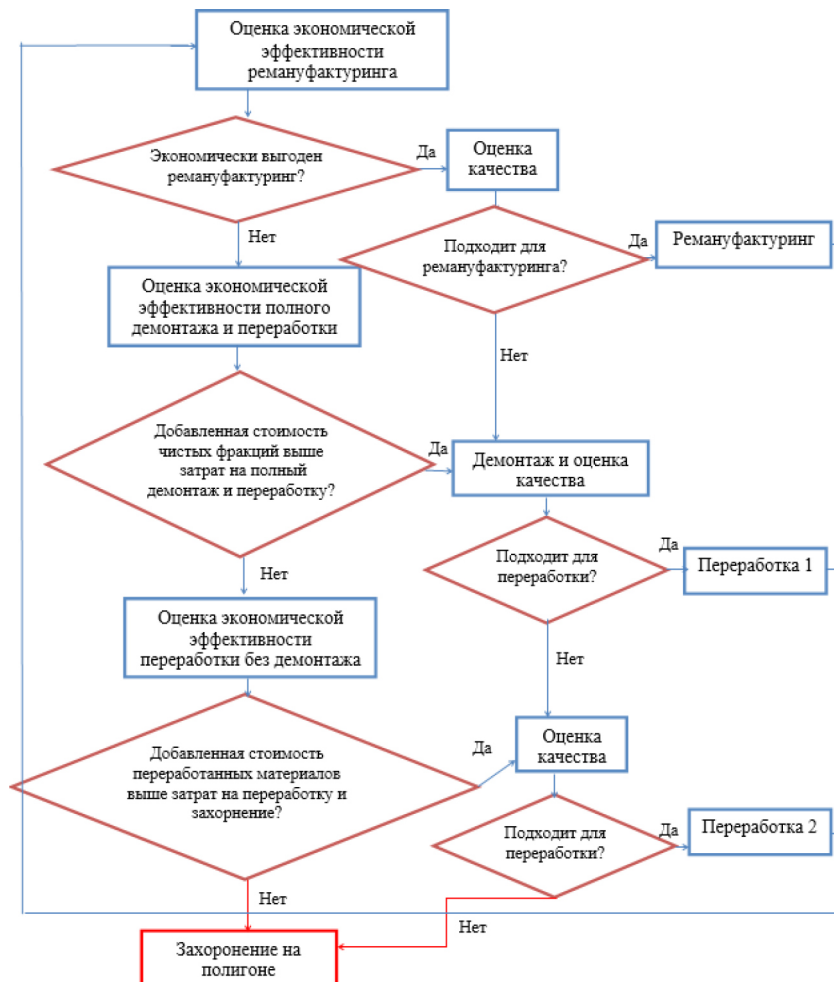 Оценка экономической
эффективности
ремануфактуринга
Экономически выгоден
ремануфактуринг?
Да
Оценка
качества
Нет
Подходит для
ремануфактуринга?
Да
Ремануфактуринг
Оценка экономической
эффективности полного
демонтажа и переработки
Нет
Добавленная стоимость
чистых фракций выше
затрат на полный
демонтаж и переработку?
Да
Демонтаж и оценка
качества
Подходит для
переработки?
Да
Переработка 1
Нет
Оценка экономической
эффективности
переработки без демонтажа
Нет
Добавленная стоимость
переработанных материалов
выше затрат на переработку и
захорнение?
Да
Оценка
качества
Подходит для
переработки?
Да
Переработка 2
Нет
Нет
Захоронение на
полигоне